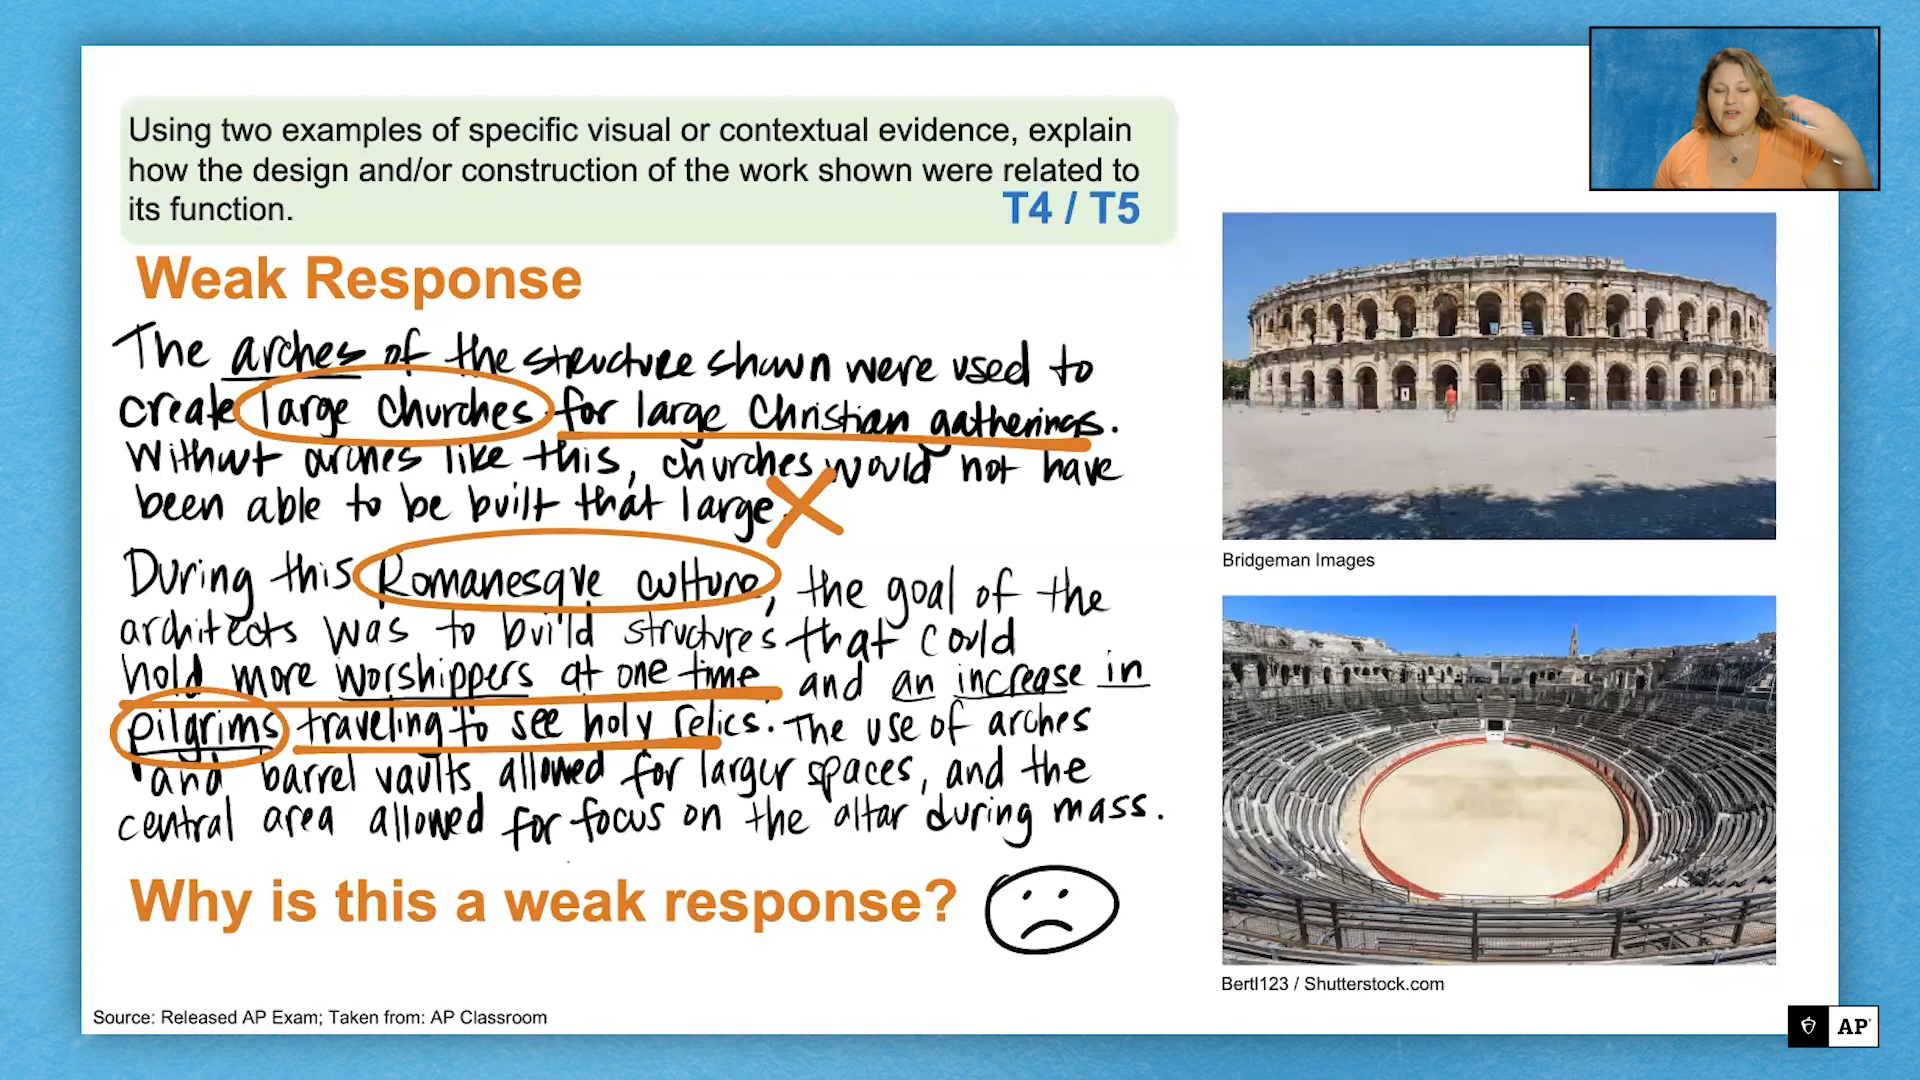 Using two examples of specific visual or contextual evidence, explain
how the design and/or construction of the work shown were related to
its function.
T4 / T5
Weak Response
The arches of the structure shown were used to
create large churches for large Christian gatherings.
Without arches like this, churches would not have
been able to be built that large.
During this Romanesque culture, the goal of the
architects was to build structures that could
hold more worshippers at one time and an increase in
pilgrims traveling to see holy relics. The use of arches
and barrel vaults allowed for larger spaces, and the
central area allowed for focus on the altar during mass.
Why is this a weak response?
Source: Released AP Exam; Taken from: AP Classroom
Bridgeman Images
Bertl123 / Shutterstock.com
AP